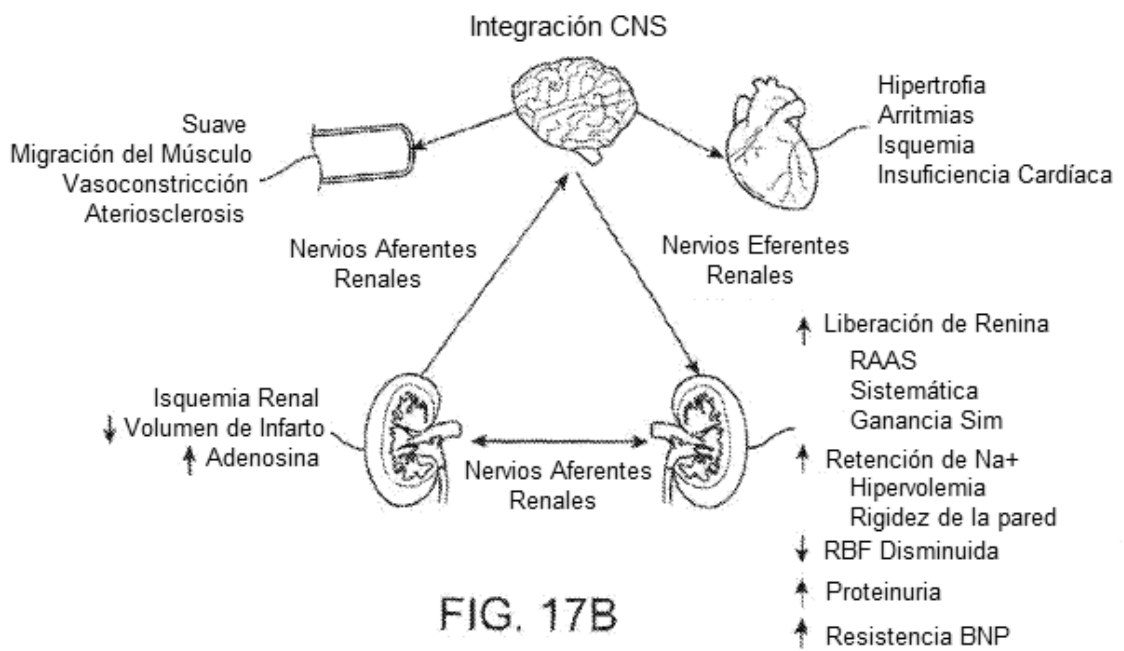 Integración CNS
Suave
Migración del Músculo
Vasoconstricción
Ateriosclerosis
Hipertrofia
Arritmias
Isquemia
Insuficiencia Cardíaca
Nervios Aferentes
Renales
Nervios Eferentes
Renales
Isquemia Renal
↓ Volumen de Infarto
↑ Adenosina
Nervios Aferentes
Renales
↑ Liberación de Renina
RAAS
Sistemática
Ganancia Sim
↑ Retención de Na+
Hipervolemia
Rigidez de la pared
↓ RBF Disminuida
↑ Proteinuria
↑ Resistencia BNP
FIG. 17B